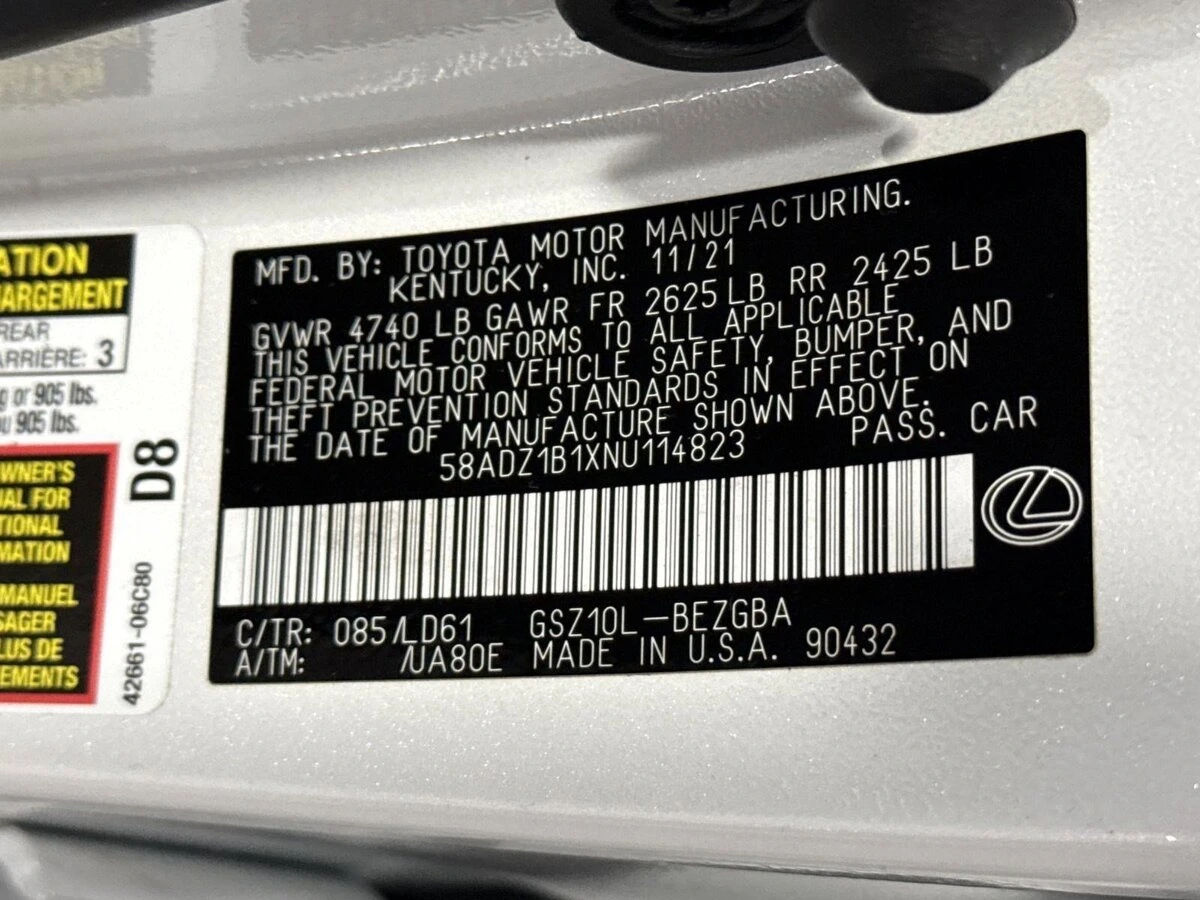 ATION
ARGEMENT
REAR
ARRIÈRE: 3
g or 905 lbs.
u 905 lbs.
OWNER'S
UAL FOR
TIONAL
MATION
MANUEL
SAGER
LUS DE
EMENTS
D8
42661-06C80
MFD. BY: TOYOTA MOTOR MANUFACTURING.
KENTUCKY, INC. 11/21
GVWR 4740 LB GAWR FR 2625 LB RR 2425 LB
THIS VEHICLE CONFORMS TO ALL APPLICABLE
FEDERAL MOTOR VEHICLE SAFETY, BUMPER, AND
THEFT PREVENTION STANDARDS IN EFFECT ON
THE DATE OF MANUFACTURE SHOWN ABOVE.
58ADZ1B1XNU114823 PASS. CAR
C/TR: 085/LD61 GSZ10L-BEZGBA
A/TM: /UA80E MADE IN U.S.A. 90432